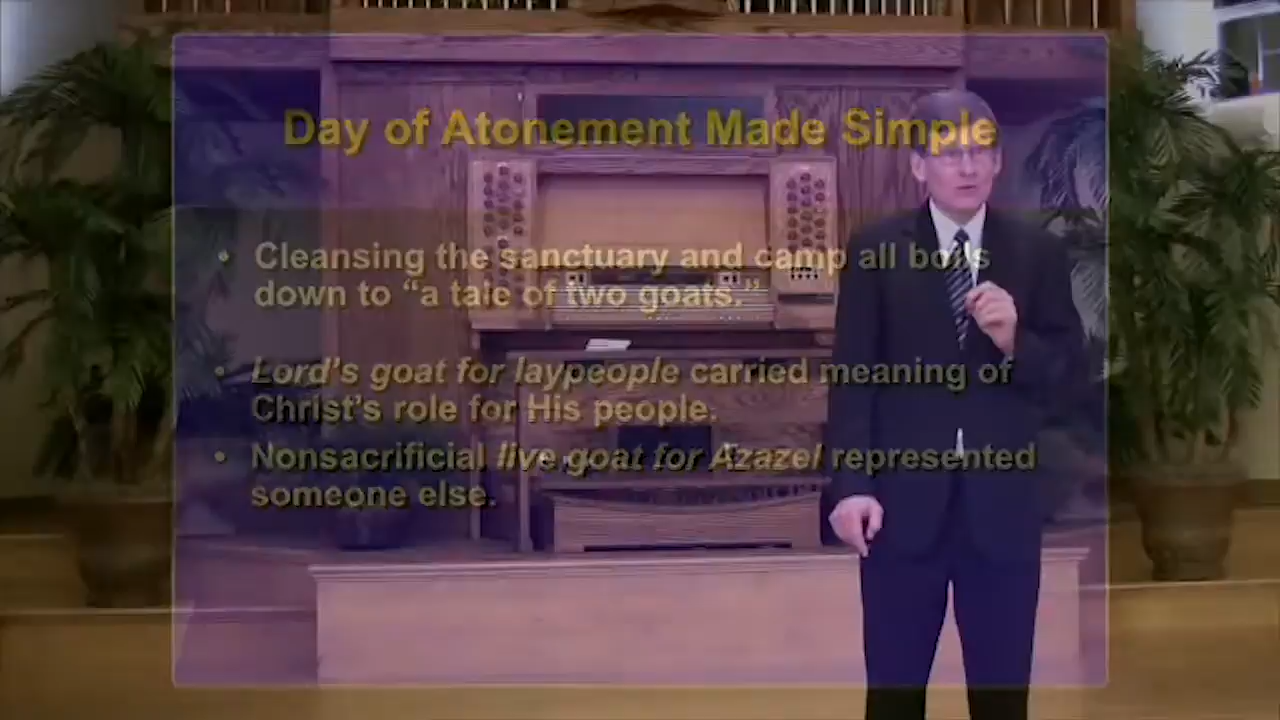 Day of Atonement Made Simple
• Cleansing the sanctuary and camp all boils
down to “a tale of two goats.”
• Lord’s goat for laypeople carried meaning of
Christ’s role for His people.
• Nonsacrificial live goat for Azazel represented
someone else.